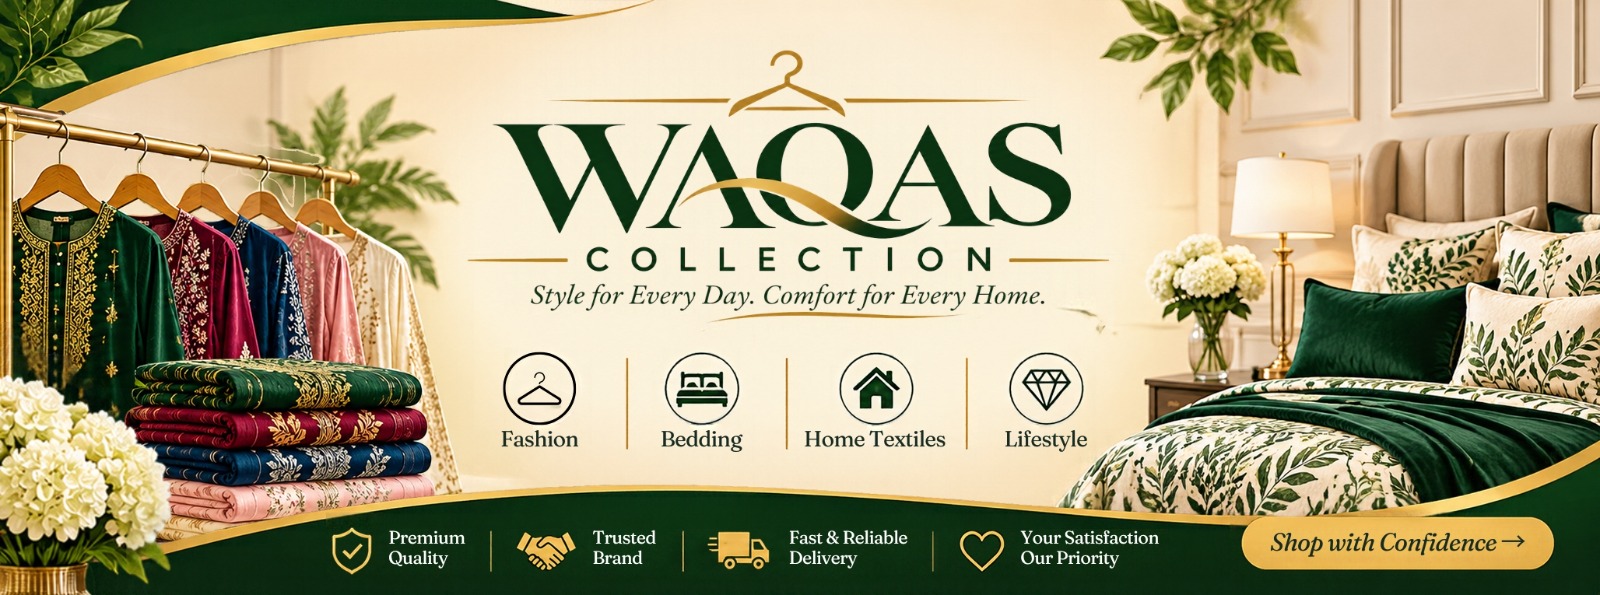 WAQAS
COLLECTION
Style for Every Day. Comfort for Every Home.
Fashion
Bedding
Home Textiles
Lifestyle
Premium
Quality
Trusted
Brand
Fast & Reliable
Delivery
Your Satisfaction
Our Priority
Shop with Confidence →